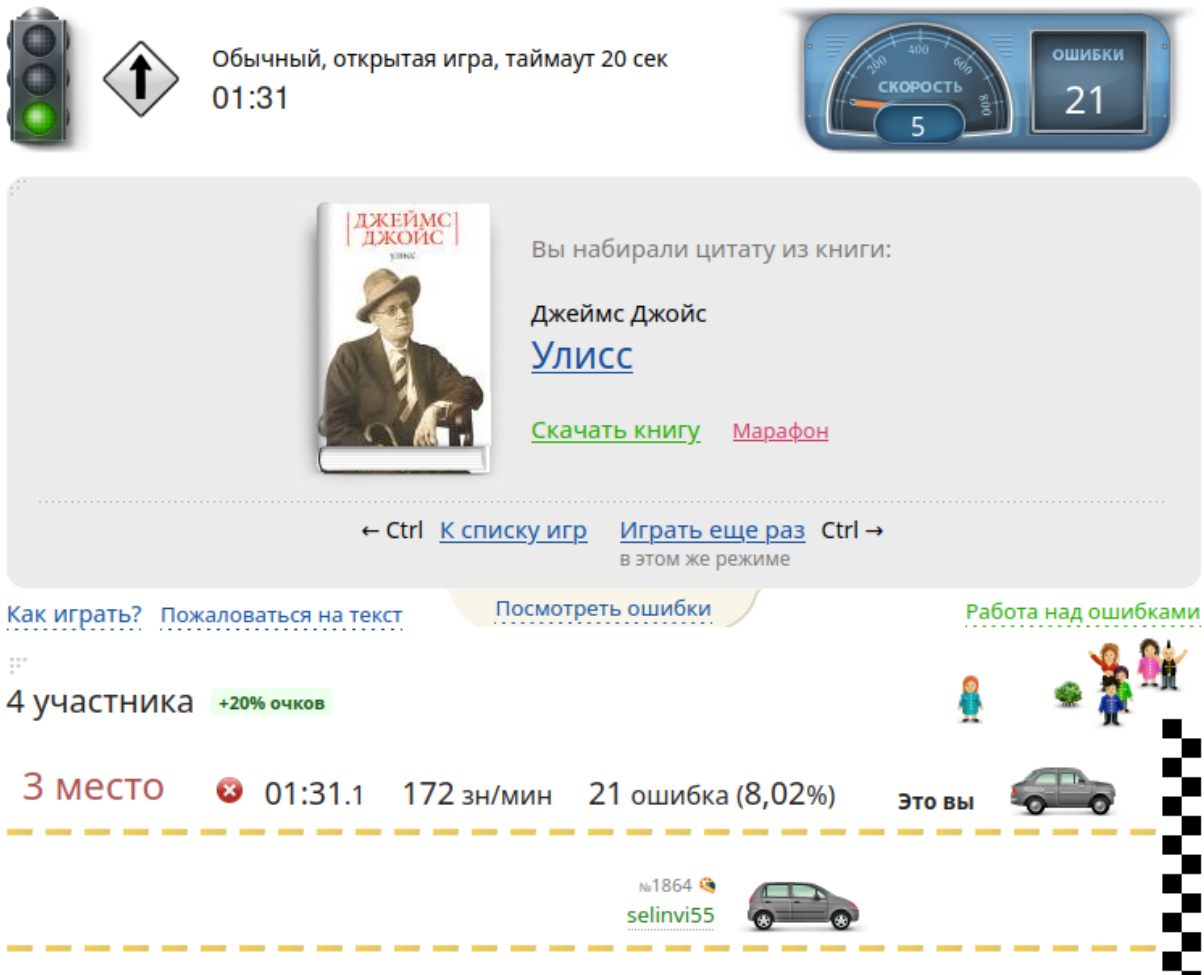 Обычный, открытая игра, таймаут 20 сек
01:31
200
400
600
800
СКОРОСТЬ
5
ОШИБКИ
21
ДЖЕЙМС
ДЖОЙС
улисс
Вы набирали цитату из книги:
Джеймс Джойс
Улисс
Скачать книгу Марафон
← Ctrl К списку игр Играть еще раз Ctrl →
в этом же режиме
Как играть? Пожаловаться на текст Посмотреть ошибки Работа над ошибками
4 участника +20% очков
3 место 01:31.1 172 зн/мин 21 ошибка (8,02%) Это вы
№1864
selinvi55